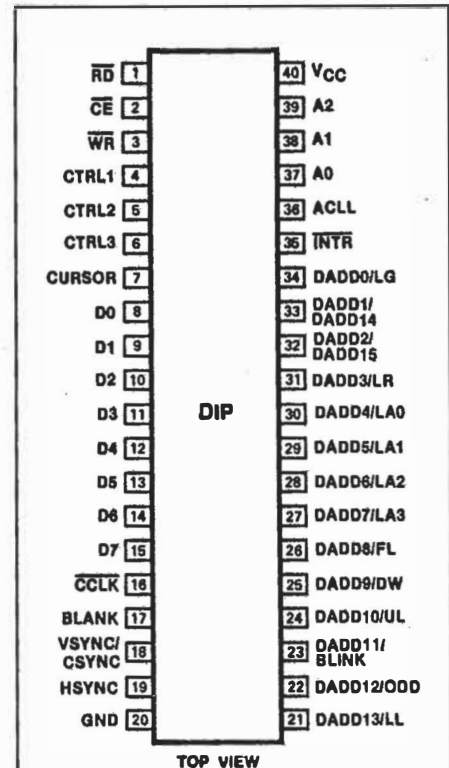 RD 1
CE 2
WR 3
CTRL1 4
CTRL2 5
CTRL3 6
CURSOR 7
D0 8
D1 9
D2 10
D3 11
D4 12
D5 13
D6 14
D7 15
CCLK 16
BLANK 17
VSYNC/
CSYNC 18
HSYNC 19
GND 20
DIP
40 VCC
39 A2
38 A1
37 A0
36 ACLL
35 INTR
34 DADD0/LG
33 DADD1/
DADD14
32 DADD2/
DADD15
31 DADD3/LR
30 DADD4/LA0
29 DADD5/LA1
28 DADD6/LA2
27 DADD7/LA3
26 DADD8/FL
25 DADD9/DW
24 DADD10/UL
23 DADD11/
BLINK
22 DADD12/ODD
21 DADD13/LL
TOP VIEW